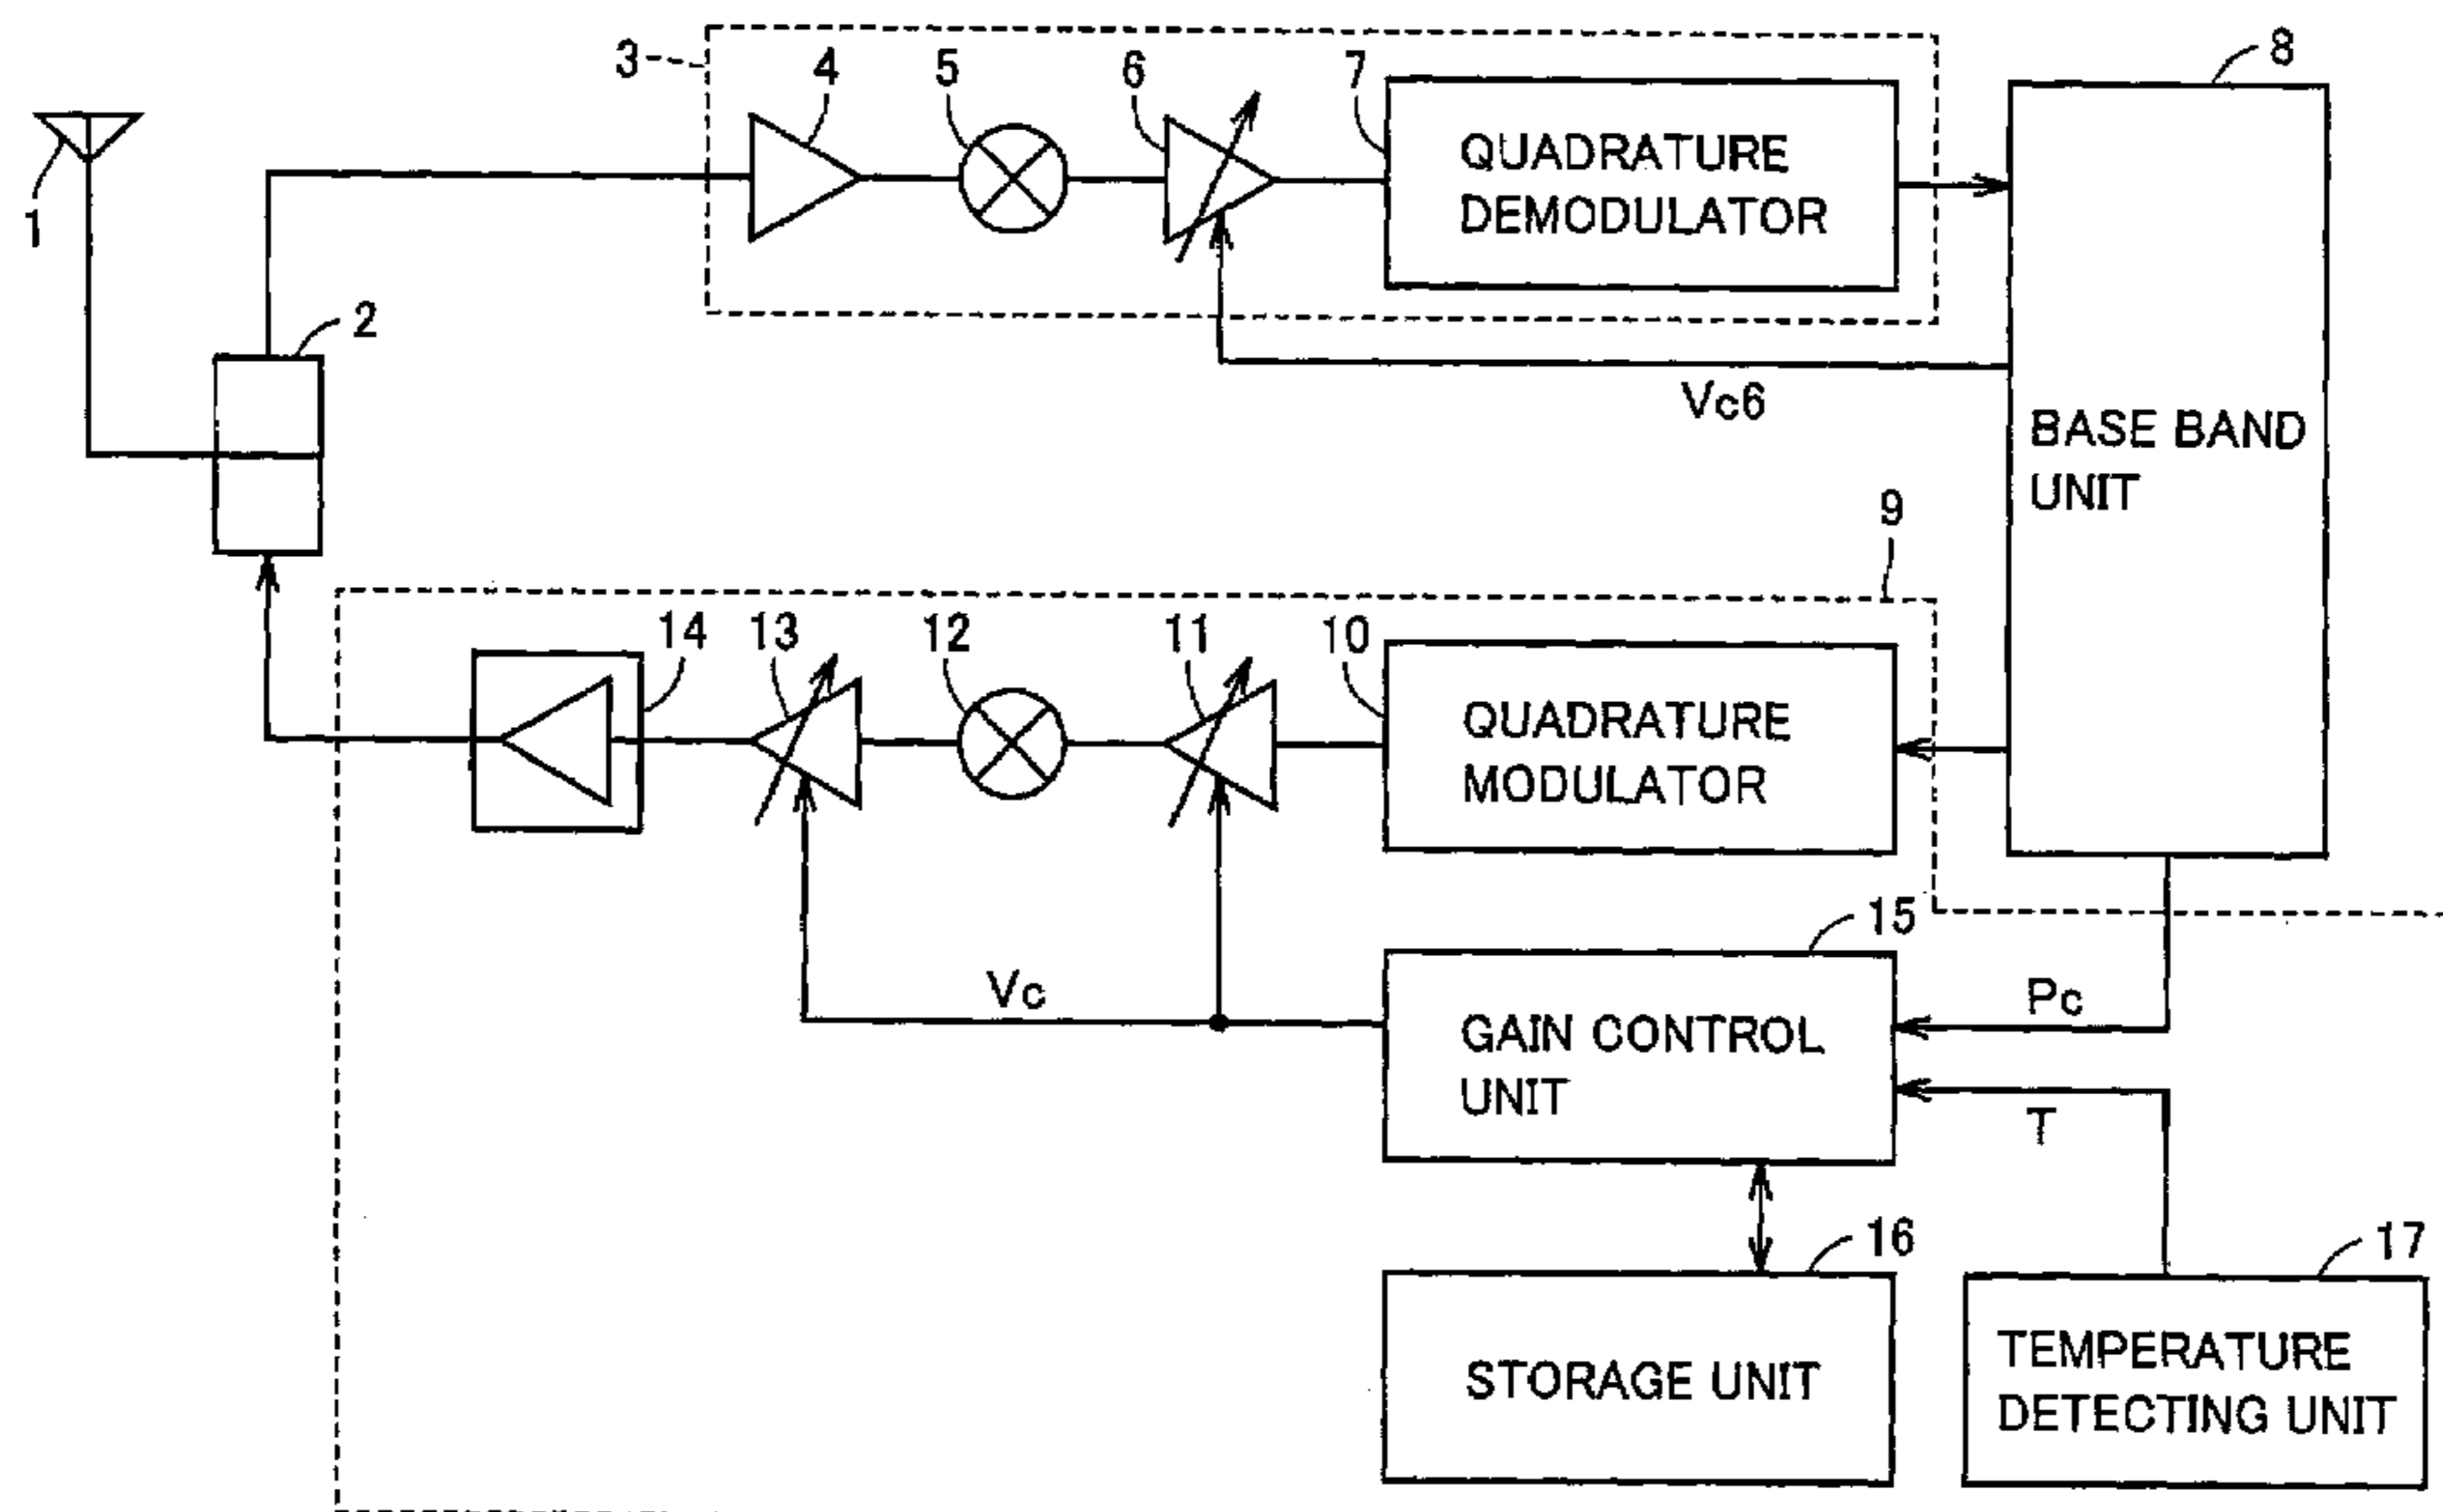 3
4
5
6
7
8
QUADRATURE
DEMODULATOR
1
2
Vc6
BASE BAND
UNIT
9
14
13
12
11
10
QUADRATURE
MODULATOR
15
Vc
Pc
GAIN CONTROL
UNIT
T
16
17
STORAGE UNIT
TEMPERATURE
DETECTING UNIT